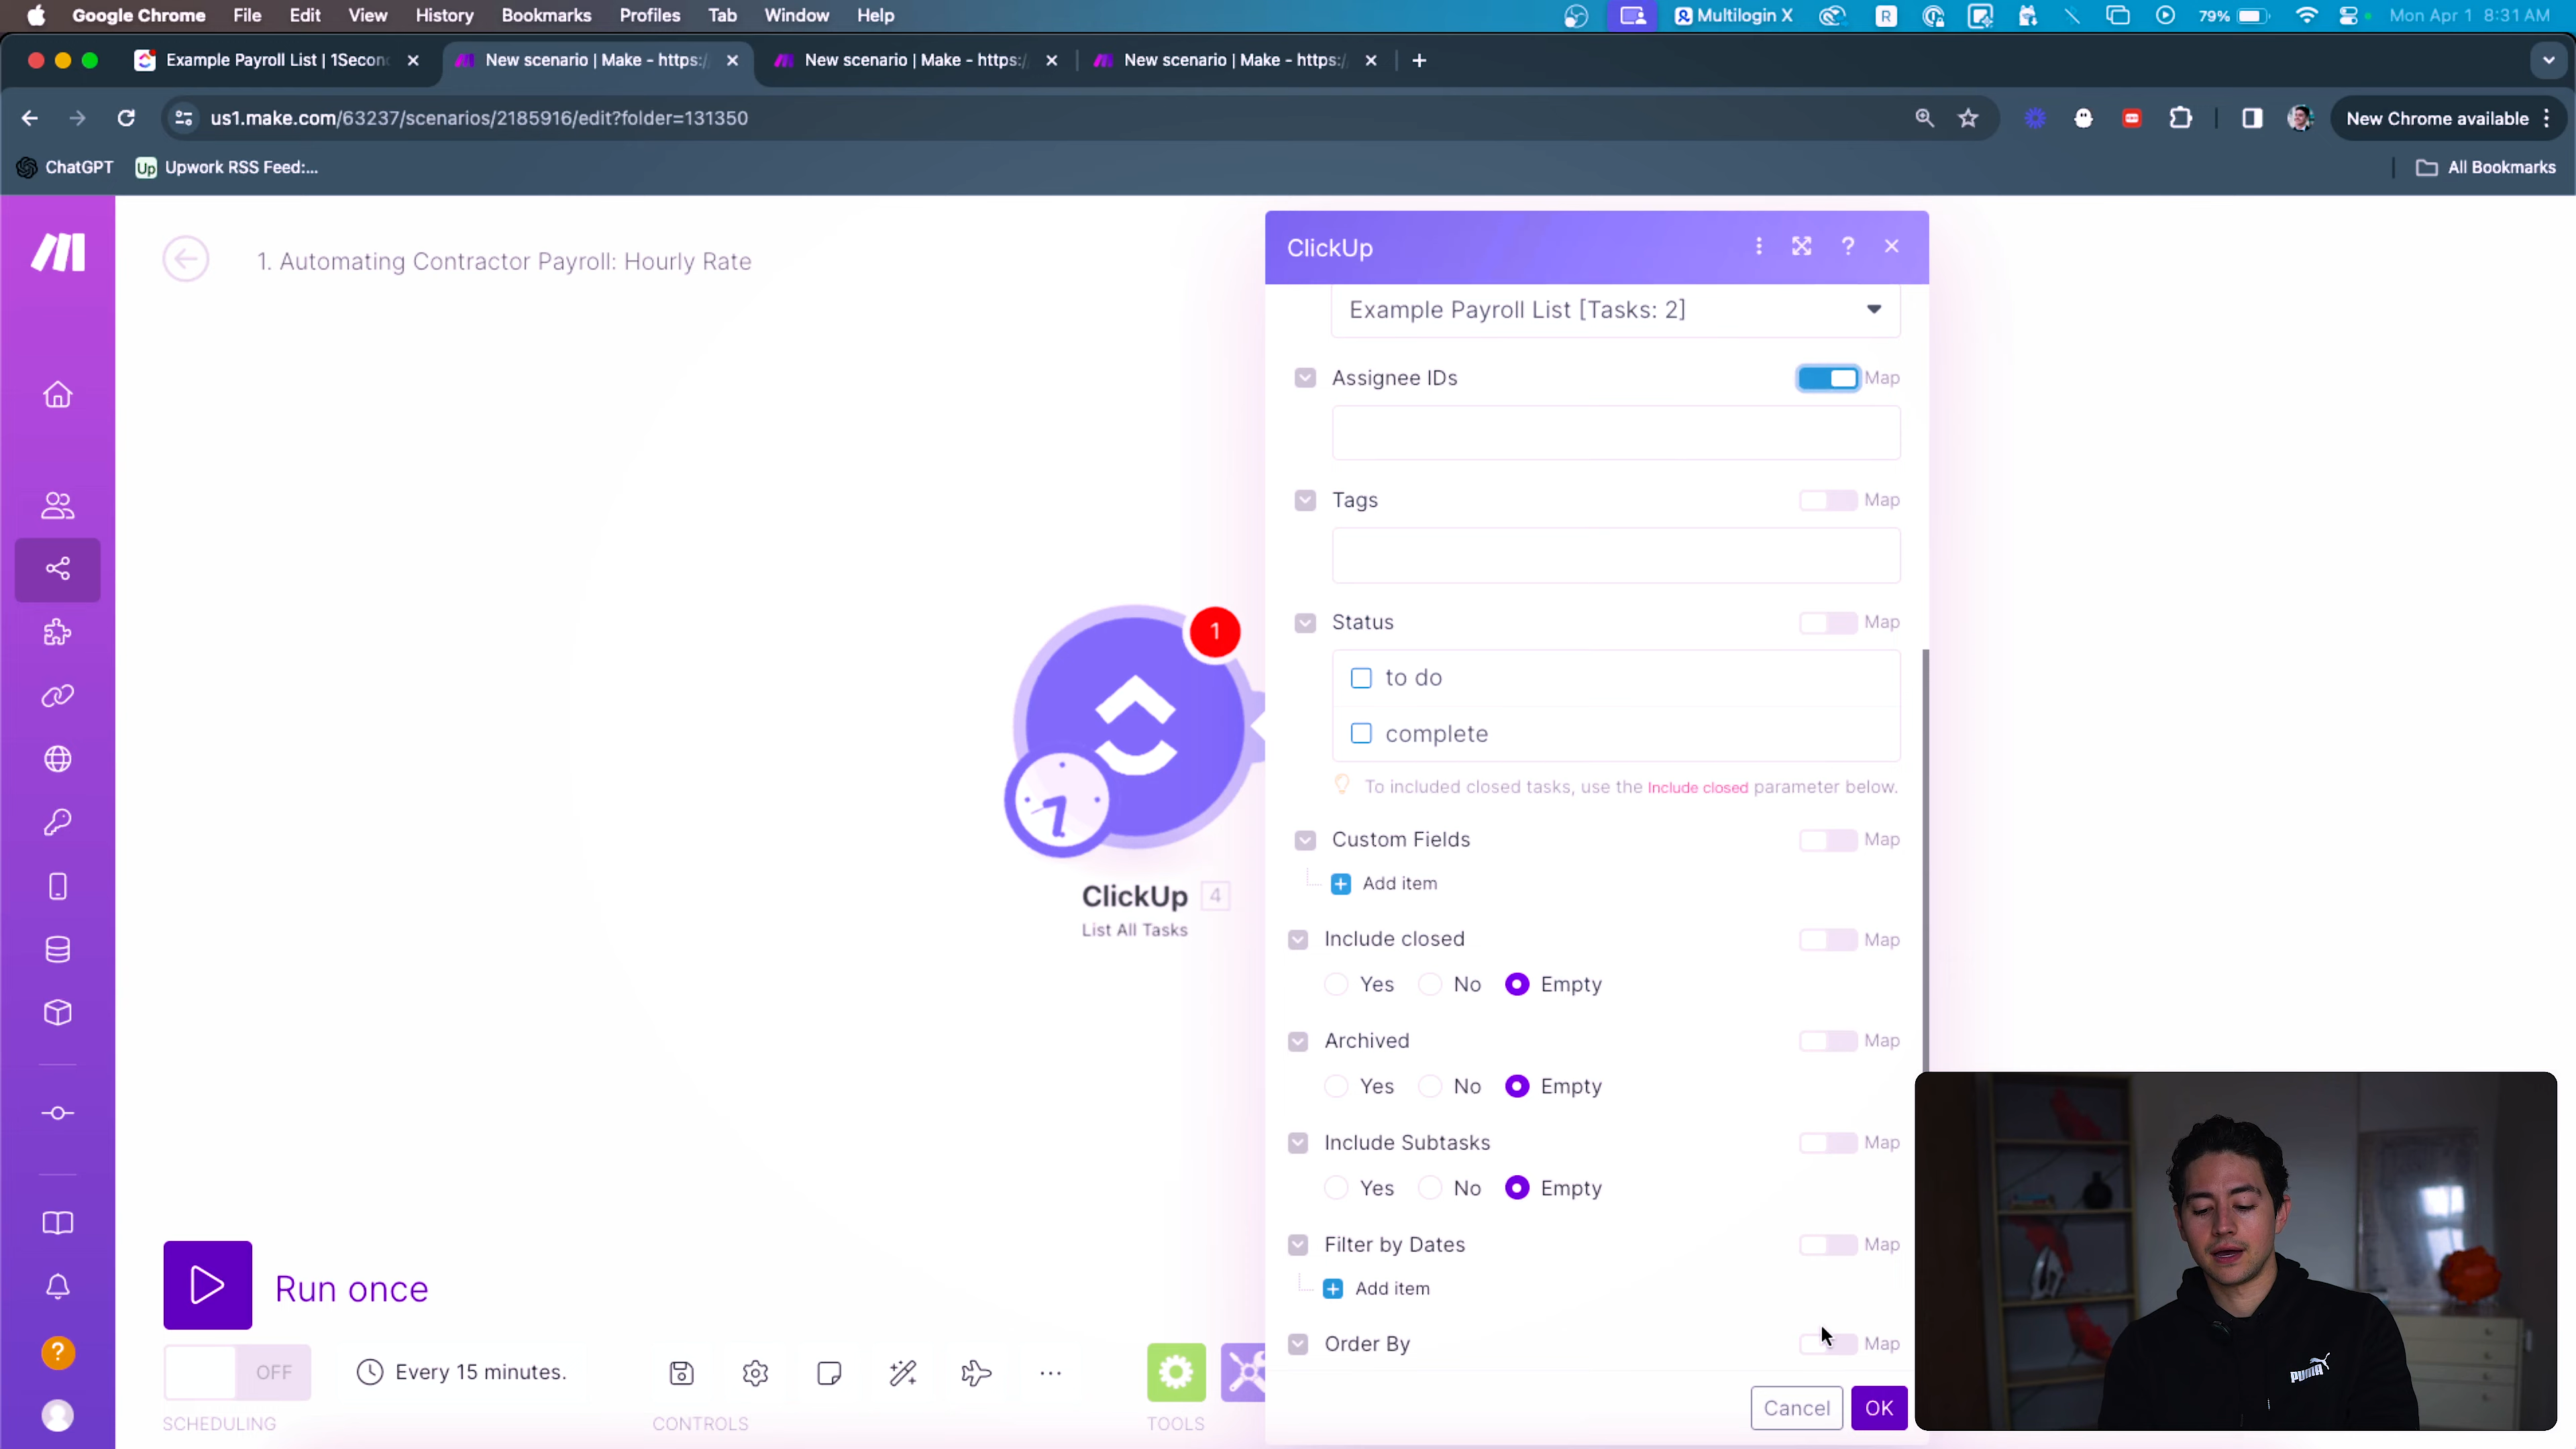 Google Chrome File Edit View History Bookmarks Profiles Tab Window Help Multilogin X R 79% Mon Apr 1 8:31 AM
Example Payroll List | 1Secon New scenario | Make - https:/ New scenario | Make - https:/ New scenario | Make - https:/
us1.make.com/63237/scenarios/2185916/edit?folder=131350 New Chrome available
ChatGPT Up Upwork RSS Feed:... All Bookmarks
1. Automating Contractor Payroll: Hourly Rate
ClickUp ?
Example Payroll List [Tasks: 2]
Assignee IDs Map
Tags Map
Status Map
to do
complete
To included closed tasks, use the Include closed parameter below.
Custom Fields Map
Add item
Include closed Map
Yes No Empty
Archived Map
Yes No Empty
Include Subtasks Map
Yes No Empty
Filter by Dates Map
Add item
Order By Map
Cancel OK
1
ClickUp 4
List All Tasks
Run once
?
OFF Every 15 minutes. ...
SCHEDULING CONTROLS TOOLS
PUMA